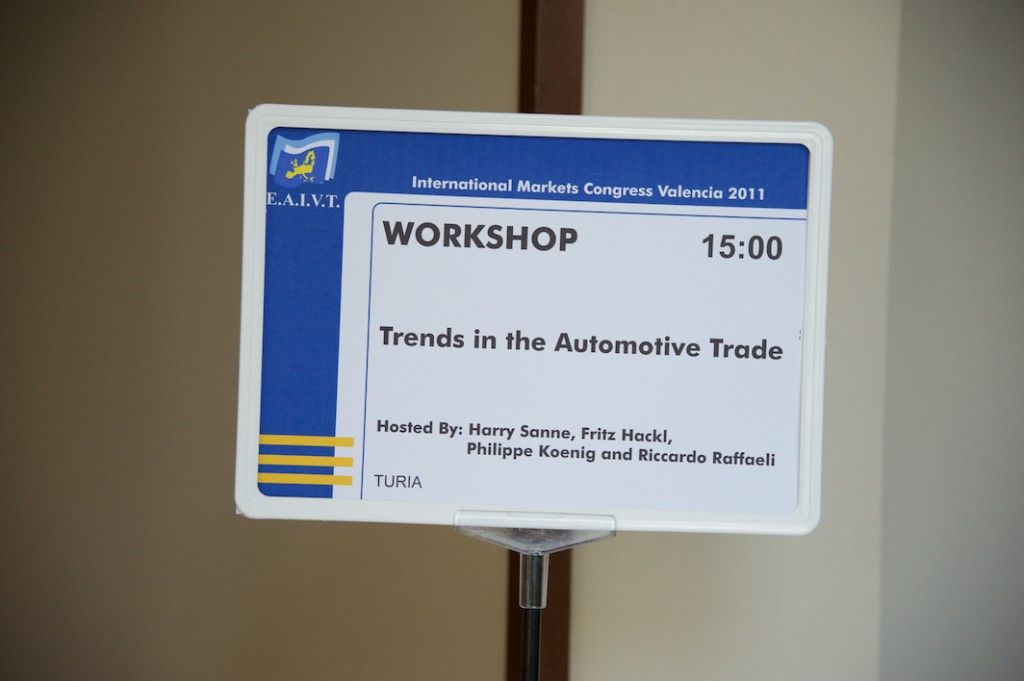 E.A.I.V.T.
International Markets Congress Valencia 2011
WORKSHOP 15:00
Trends in the Automotive Trade
Hosted By: Harry Sanne, Fritz Hackl,
Philippe Koenig and Riccardo Raffaeli
TURIA